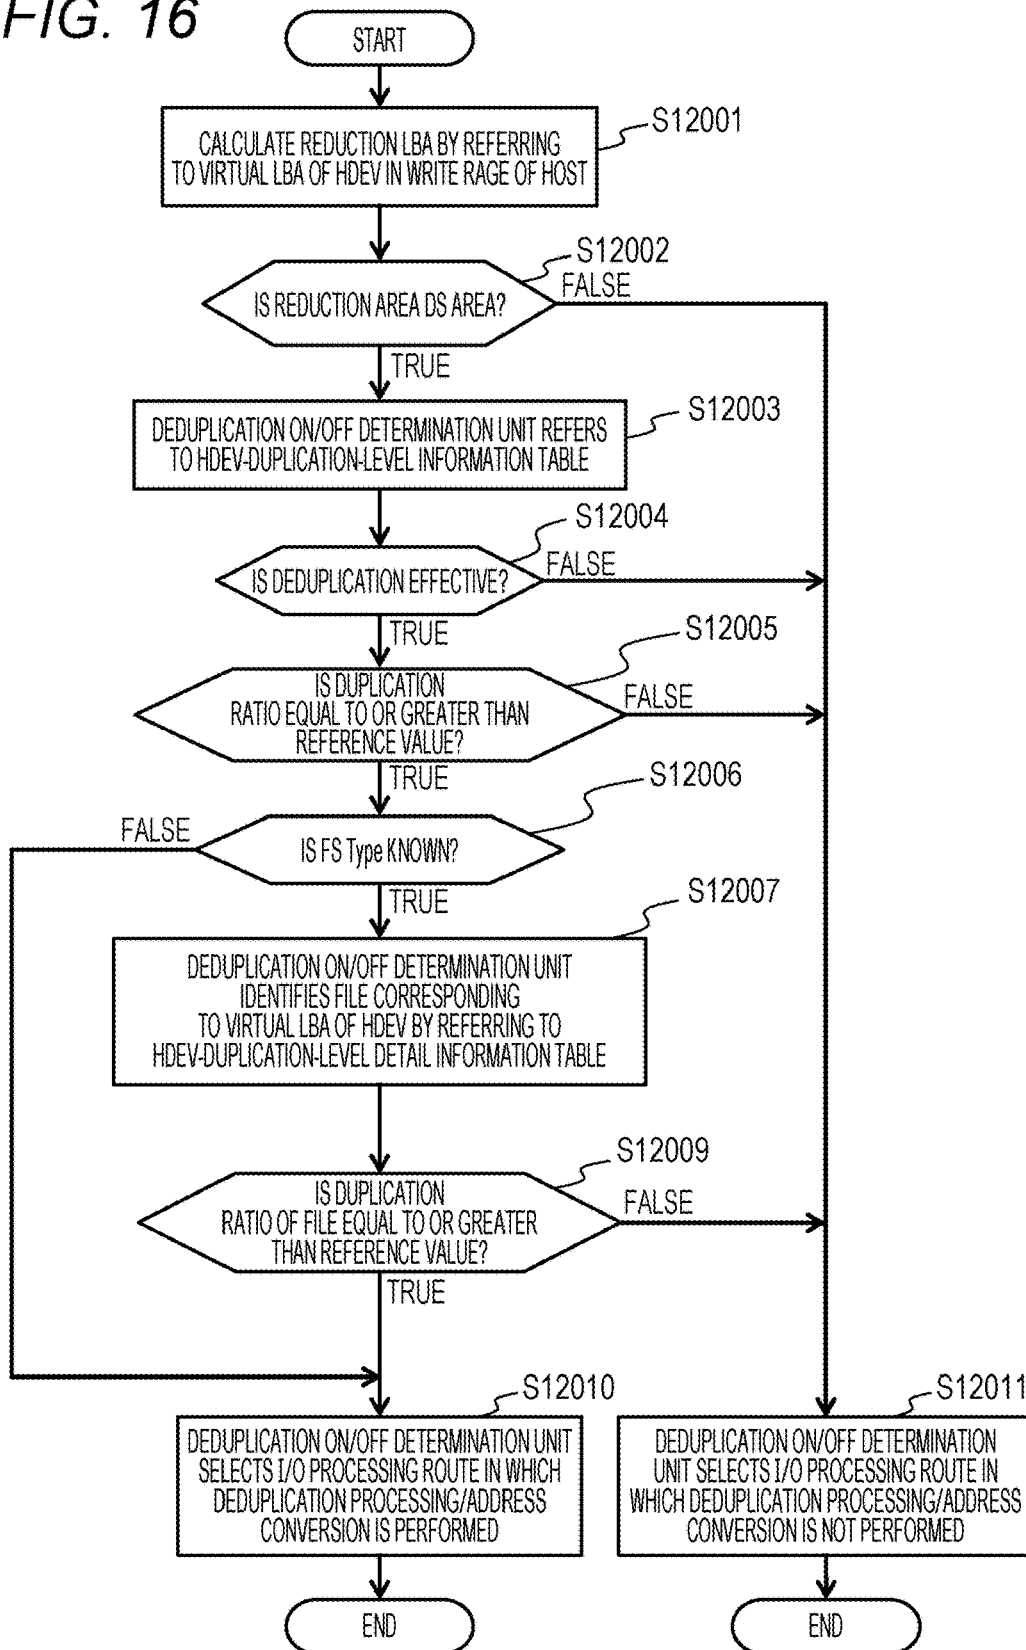 FIG. 16
START
S12001
CALCULATE REDUCTION LBA BY REFERRING
TO VIRTUAL LBA OF HDEV IN WRITE RAGE OF HOST
S12002
IS REDUCTION AREA DS AREA?
FALSE
TRUE
S12003
DEDUPLICATION ON/OFF DETERMINATION UNIT REFERS
TO HDEV-DUPLICATION-LEVEL INFORMATION TABLE
S12004
IS DEDUPLICATION EFFECTIVE?
FALSE
TRUE
S12005
IS DUPLICATION
RATIO EQUAL TO OR GREATER THAN
REFERENCE VALUE?
FALSE
TRUE
S12006
FALSE
IS FS Type KNOWN?
TRUE
S12007
DEDUPLICATION ON/OFF DETERMINATION UNIT
IDENTIFIES FILE CORRESPONDING
TO VIRTUAL LBA OF HDEV BY REFERRING TO
HDEV-DUPLICATION-LEVEL DETAIL INFORMATION TABLE
S12009
IS DUPLICATION
RATIO OF FILE EQUAL TO OR GREATER
THAN REFERENCE VALUE?
FALSE
TRUE
S12010
DEDUPLICATION ON/OFF DETERMINATION UNIT
SELECTS I/O PROCESSING ROUTE IN WHICH
DEDUPLICATION PROCESSING/ADDRESS
CONVERSION IS PERFORMED
END
S12011
DEDUPLICATION ON/OFF DETERMINATION
UNIT SELECTS I/O PROCESSING ROUTE IN
WHICH DEDUPLICATION PROCESSING/ADDRESS
CONVERSION IS NOT PERFORMED
END